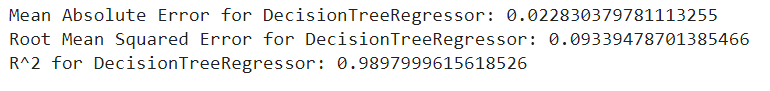 Mean Absolute Error for DecisionTreeRegressor: 0.022830379781113255
Root Mean Squared Error for DecisionTreeRegressor: 0.09339478701385466
R^2 for DecisionTreeRegressor: 0.9897999615618526